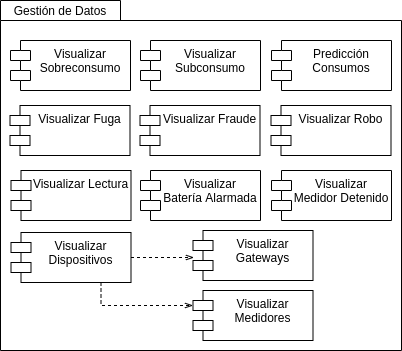 Gestión de Datos
Visualizar
Sobreconsumo
Visualizar
Subconsumo
Predicción
Consumos
Visualizar Fuga
Visualizar Fraude
Visualizar Robo
Visualizar Lectura
Visualizar
Batería Alarmada
Visualizar
Medidor Detenido
Visualizar
Dispositivos
Visualizar
Gateways
Visualizar
Medidores